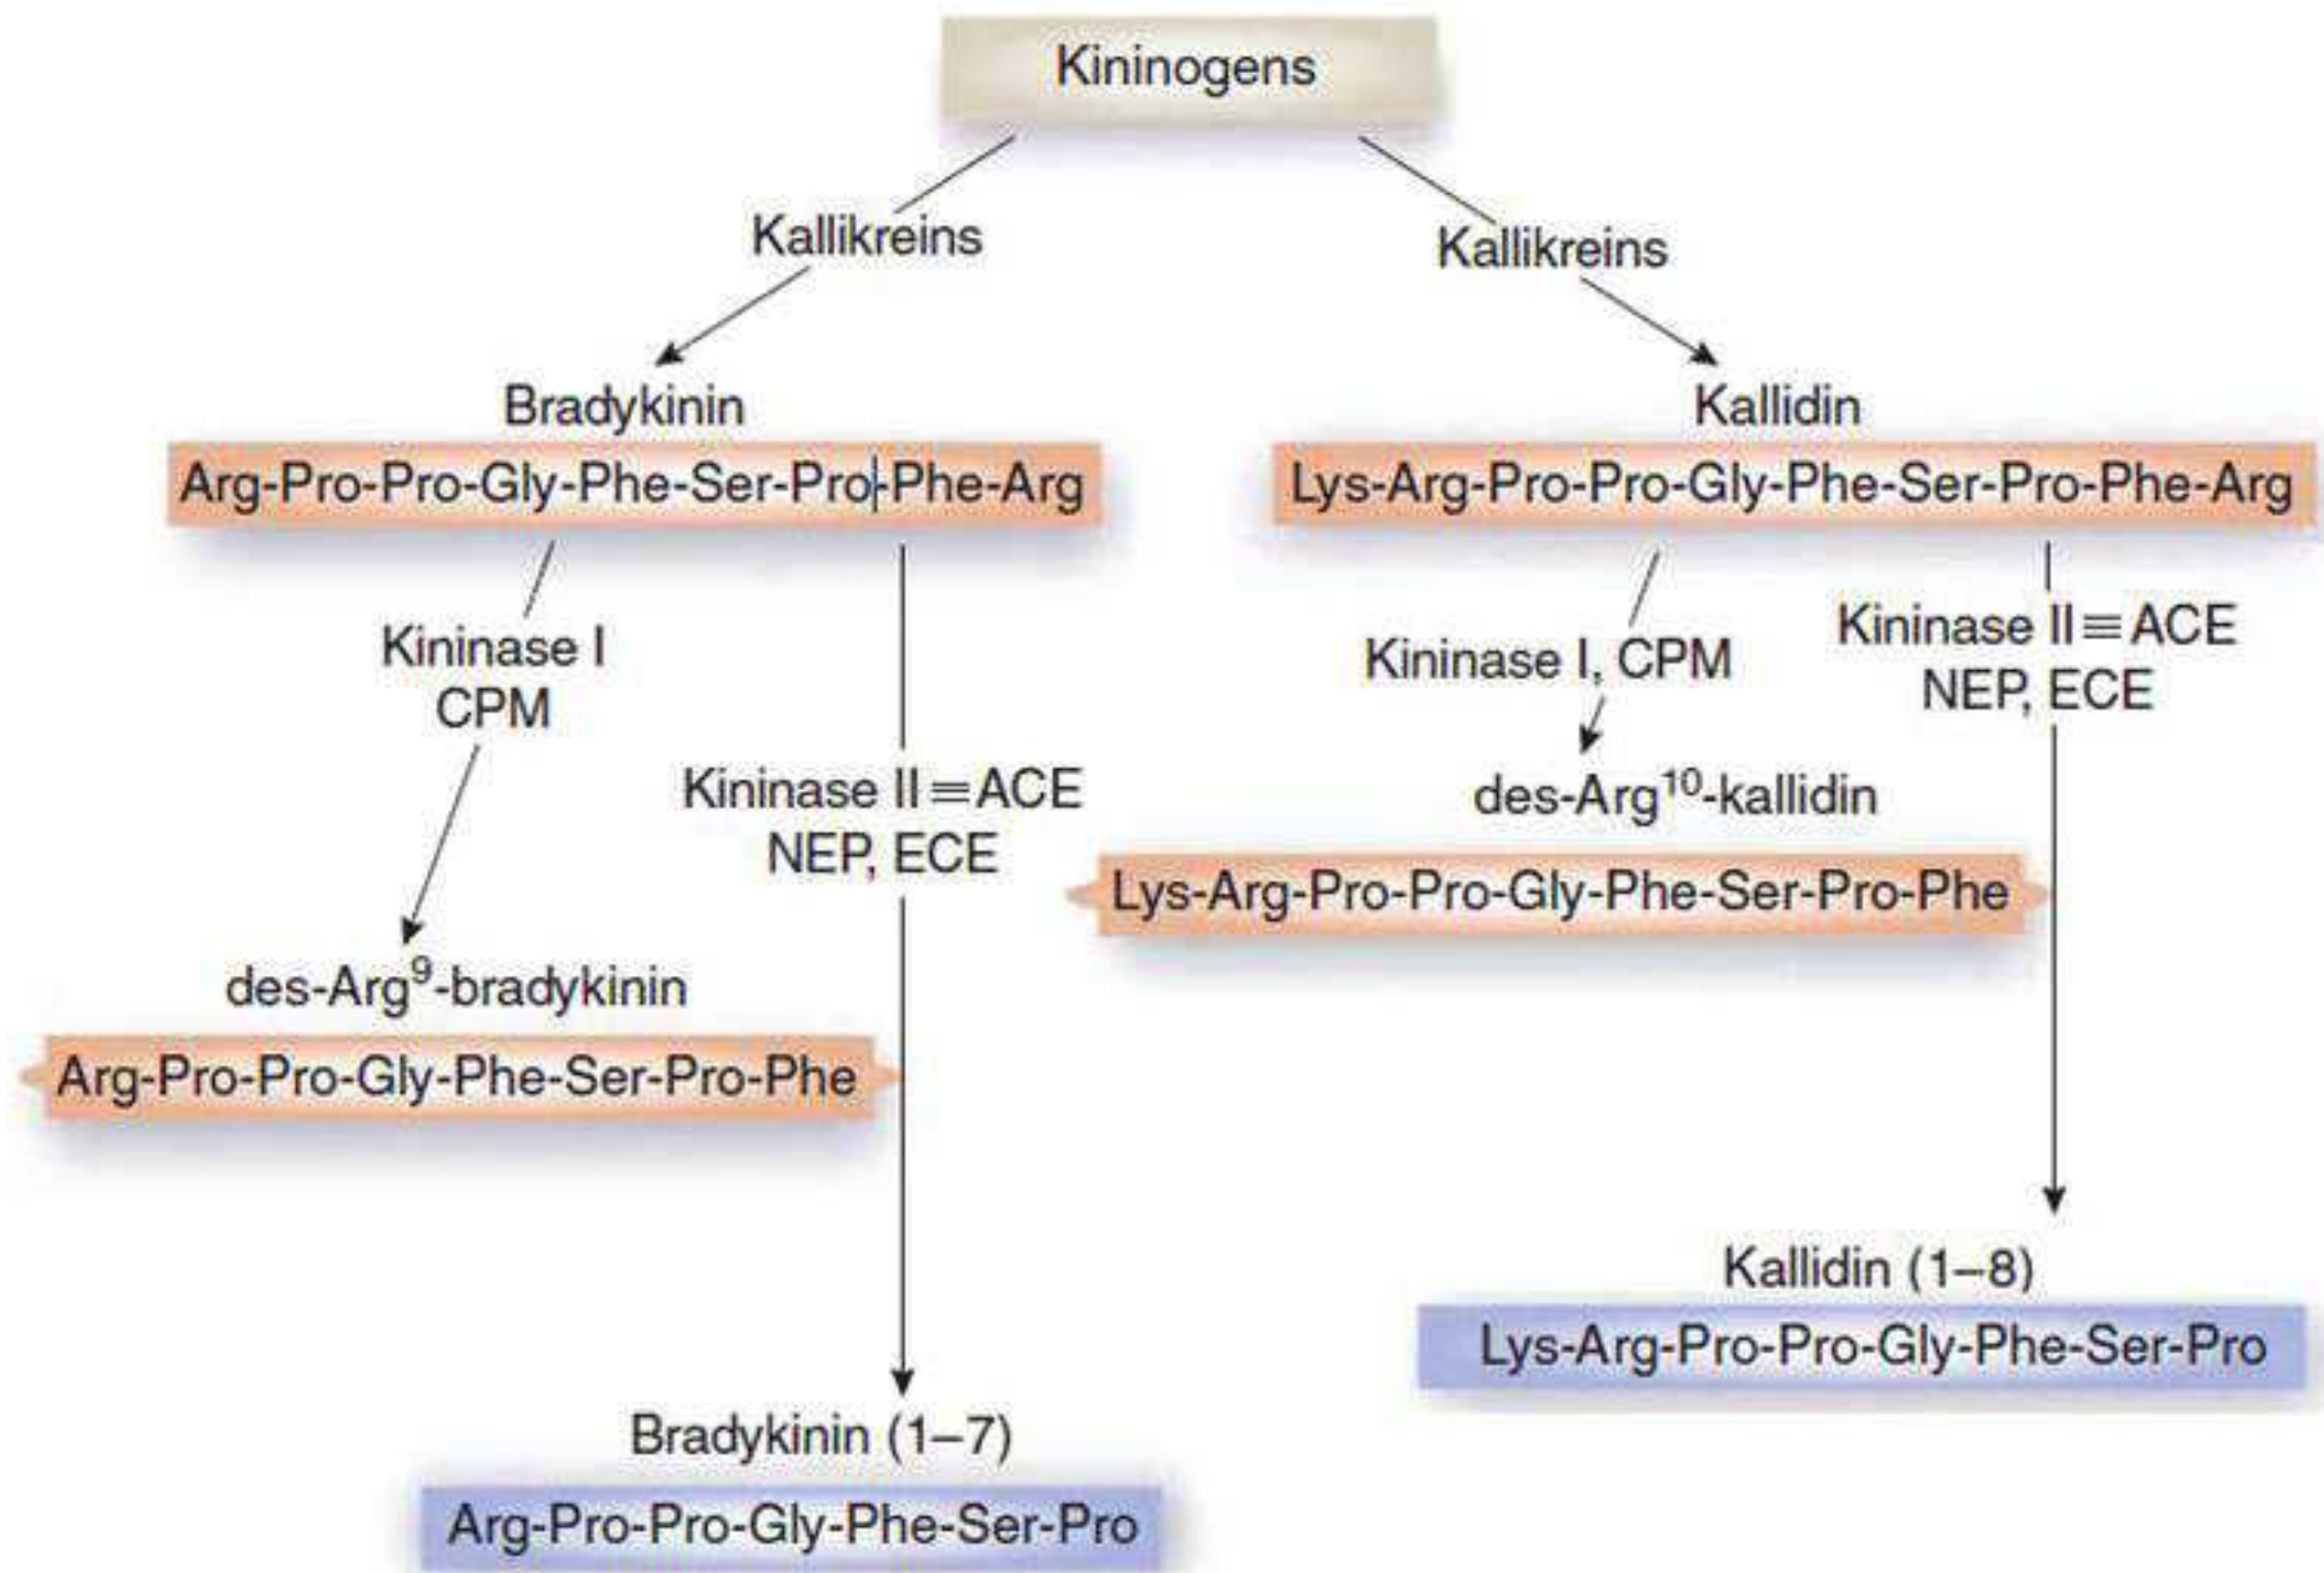 Kininogens
Kallikreins
Kallikreins
Bradykinin
Arg-Pro-Pro-Gly-Phe-Ser-Pro-Phe-Arg
Kallidin
Lys-Arg-Pro-Pro-Gly-Phe-Ser-Pro-Phe-Arg
Kininase I
CPM
Kininase II≡ACE
NEP, ECE
Kininase I, CPM
Kininase II≡ACE
NEP, ECE
des-Arg⁹-bradykinin
Arg-Pro-Pro-Gly-Phe-Ser-Pro-Phe
des-Arg¹⁰-kallidin
Lys-Arg-Pro-Pro-Gly-Phe-Ser-Pro-Phe
Bradykinin (1–7)
Arg-Pro-Pro-Gly-Phe-Ser-Pro
Kallidin (1–8)
Lys-Arg-Pro-Pro-Gly-Phe-Ser-Pro